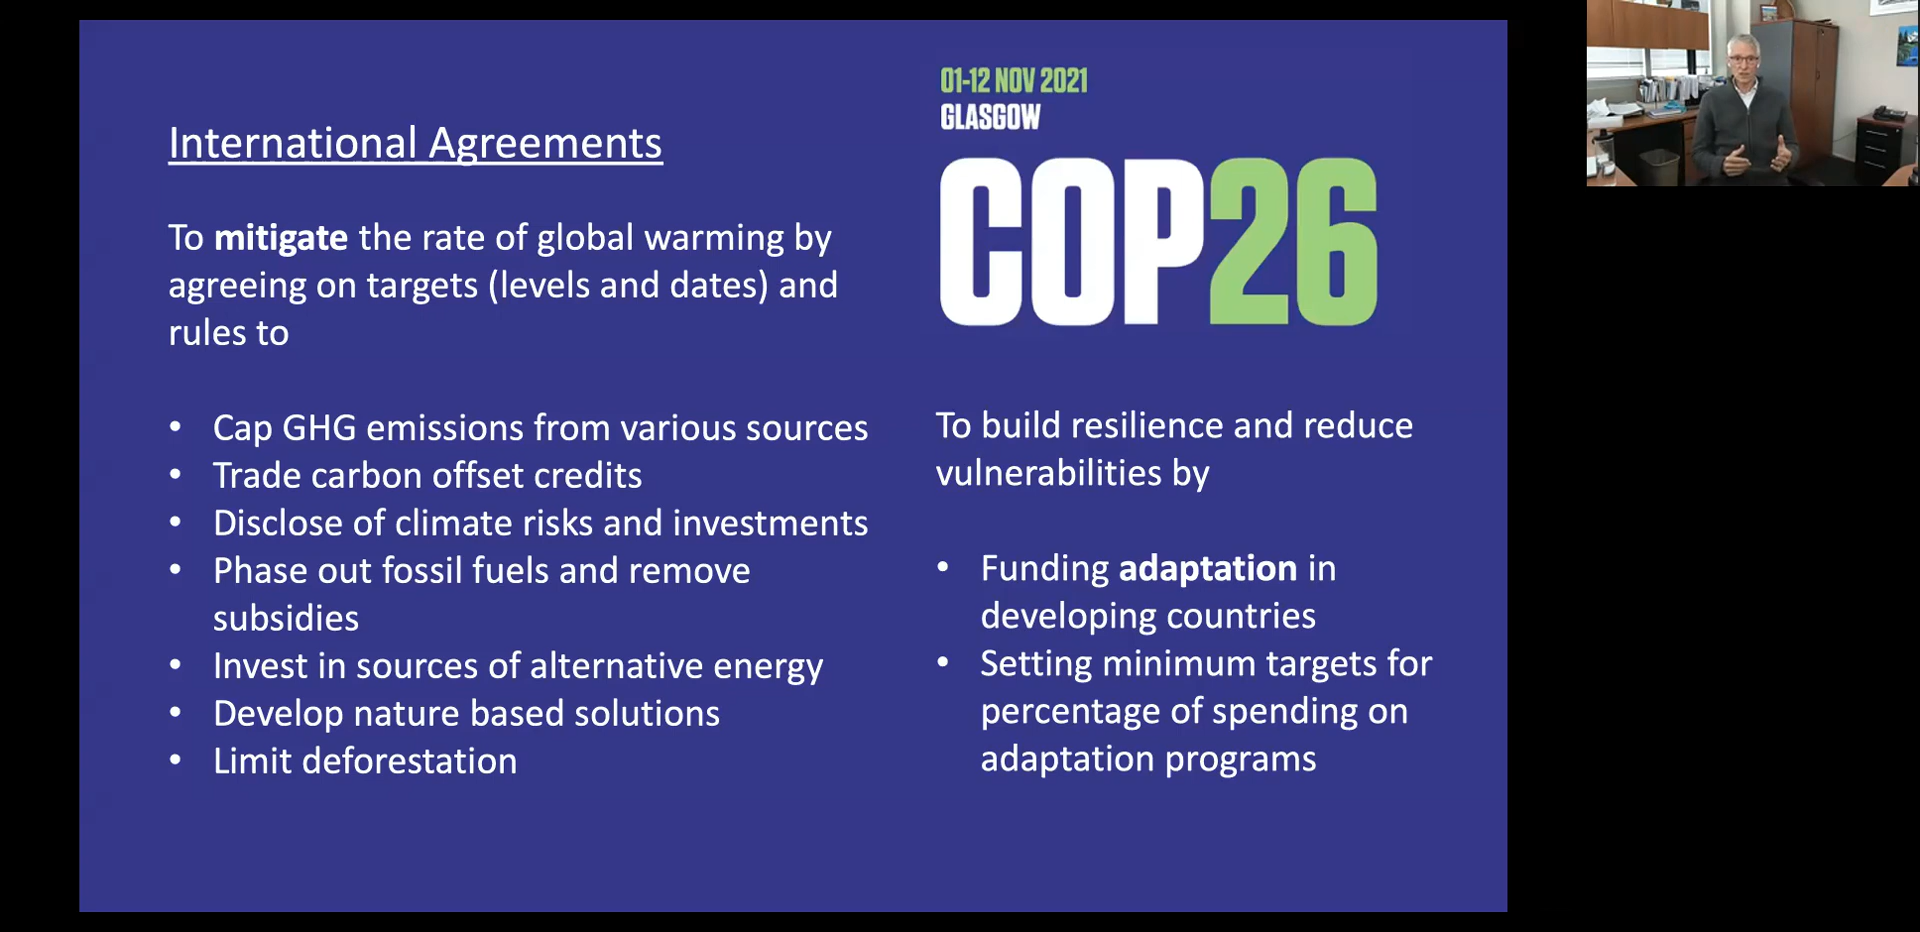 International Agreements
To mitigate the rate of global warming by
agreeing on targets (levels and dates) and
rules to
• Cap GHG emissions from various sources
• Trade carbon offset credits
• Disclose of climate risks and investments
• Phase out fossil fuels and remove
subsidies
• Invest in sources of alternative energy
• Develop nature based solutions
• Limit deforestation
01-12 NOV 2021
GLASGOW
COP26
To build resilience and reduce
vulnerabilities by
• Funding adaptation in
developing countries
• Setting minimum targets for
percentage of spending on
adaptation programs